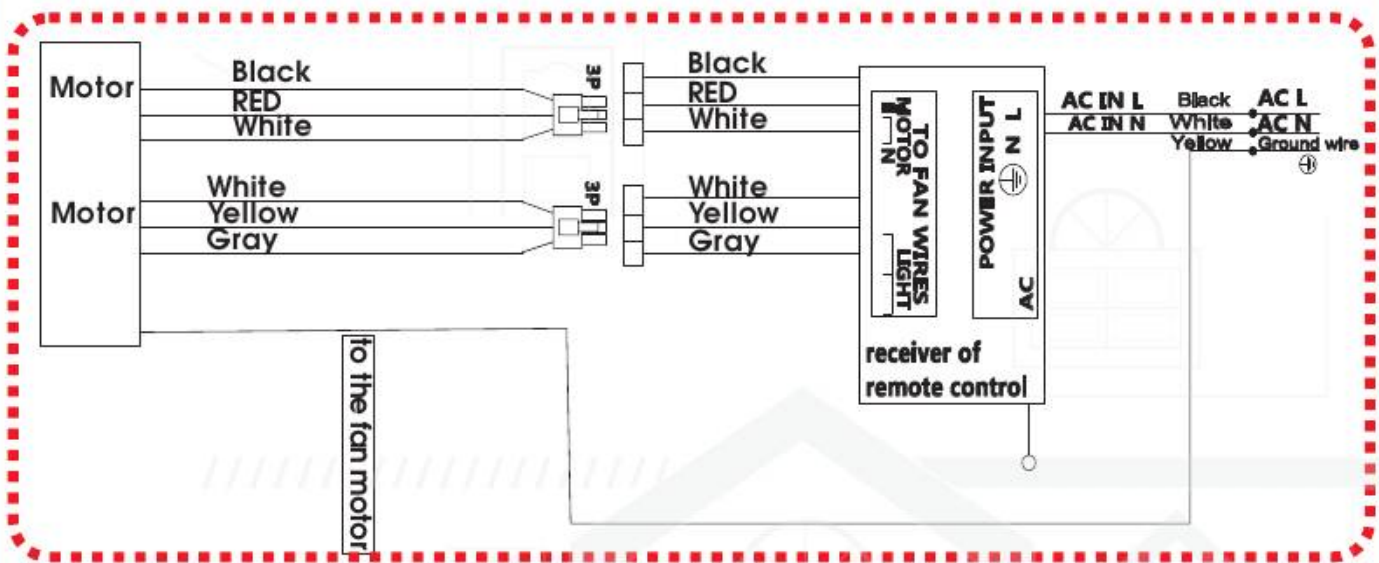 Motor
Black
RED
White
3P
Black
RED
White
Motor
White
Yellow
Gray
3P
White
Yellow
Gray
TO FAN WIRES
MOTOR
N
LIGHT
POWER INPUT
N L
AC
receiver of
remote control
AC IN L
Black
AC L
AC IN N
White
AC N
Yellow
Ground wire
to the fan motor